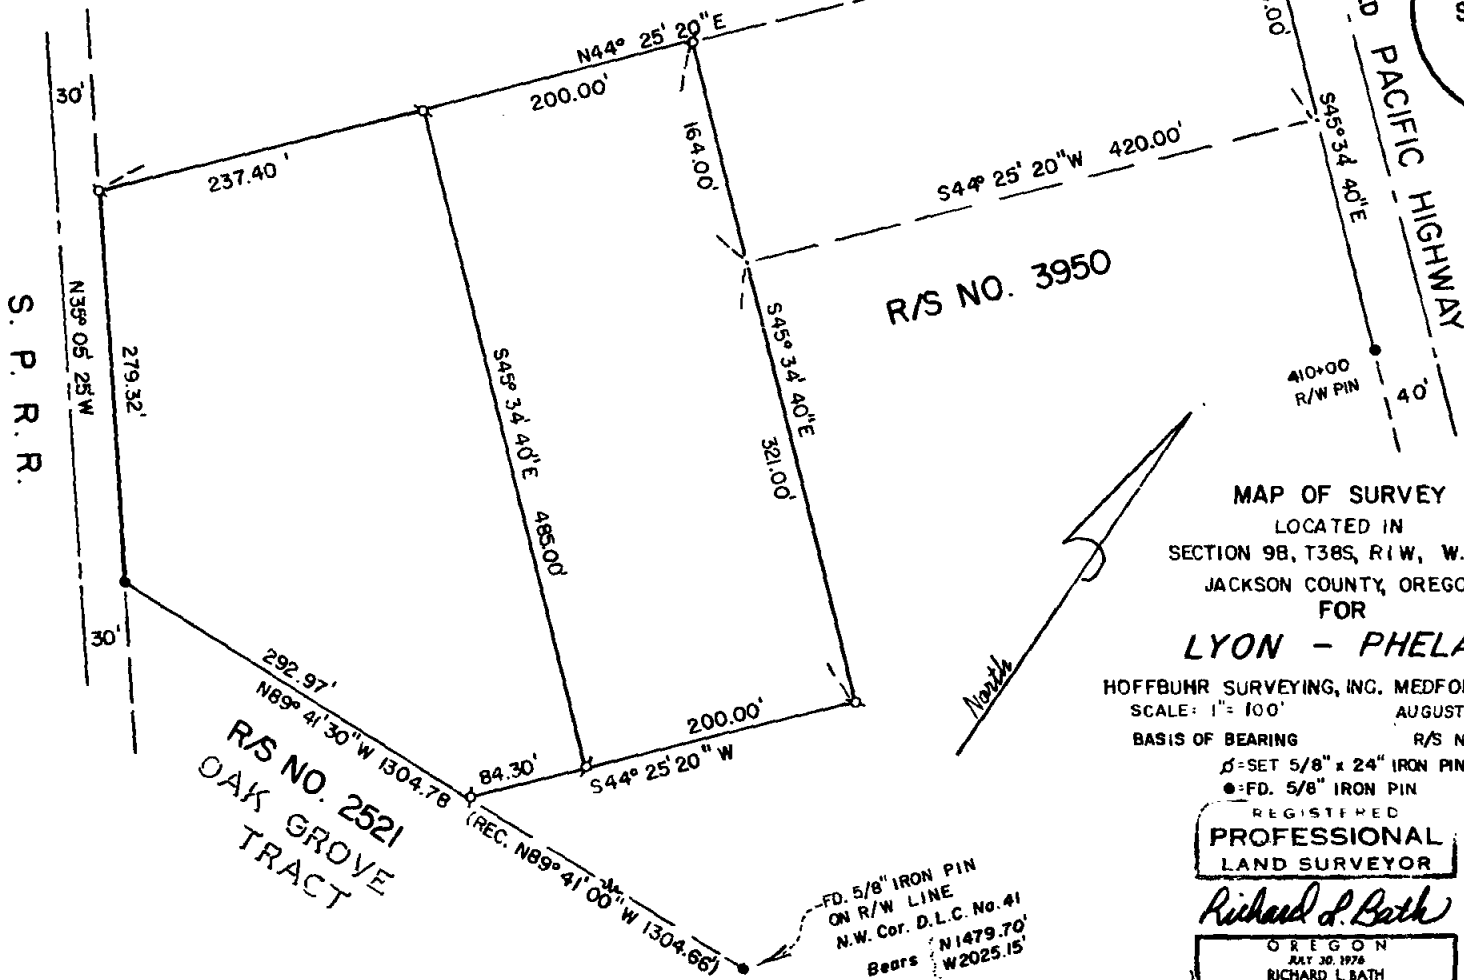 N44° 25' 20" E
200.00'
237.40'
30'
164.00'
S44° 25' 20" W 420.00'
.00'
S45° 34' 40" E
PACIFIC HIGHWAY
S. P. R. R.
N35° 05' 25" W
279.32'
S45° 34' 40" E 485.00'
S45° 34' 40" E
321.00'
R/S NO. 3950
410+00
R/W PIN
40'
30'
292.97'
N89° 41' 30" W 1304.78
(REC. N89° 41' 00" W 1304.66')
R/S NO. 2521
OAK GROVE
TRACT
84.30'
200.00'
S44° 25' 20" W
North
FD. 5/8" IRON PIN
ON R/W LINE
N.W. Cor. D.L.C. No. 41
Bears N1479.70'
W2025.15'
MAP OF SURVEY
LOCATED IN
SECTION 9B, T38S, R1W, W.
JACKSON COUNTY, OREGO
FOR
LYON - PHELA
HOFFBUHR SURVEYING, INC. MEDFO
SCALE: 1" = 100' AUGUST
BASIS OF BEARING R/S N
=SET 5/8" x 24" IRON PIN
=FD. 5/8" IRON PIN
REGISTERED
PROFESSIONAL
LAND SURVEYOR
Richard L. Bath
OREGON
JULY 30, 1976
RICHARD L. BATH